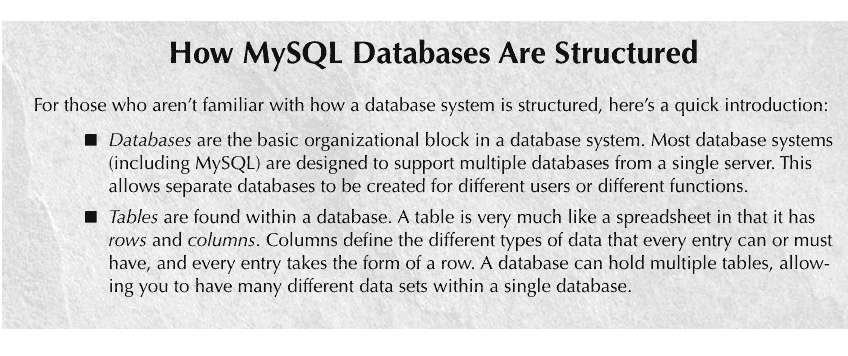 How MySQL Databases Are Structured
For those who aren't familiar with how a database system is structured, here's a quick introduction:
■ Databases are the basic organizational block in a database system. Most database systems
(including MySQL) are designed to support multiple databases from a single server. This
allows separate databases to be created for different users or different functions.
■ Tables are found within a database. A table is very much like a spreadsheet in that it has
rows and columns. Columns define the different types of data that every entry can or must
have, and every entry takes the form of a row. A database can hold multiple tables, allow-
ing you to have many different data sets within a single database.